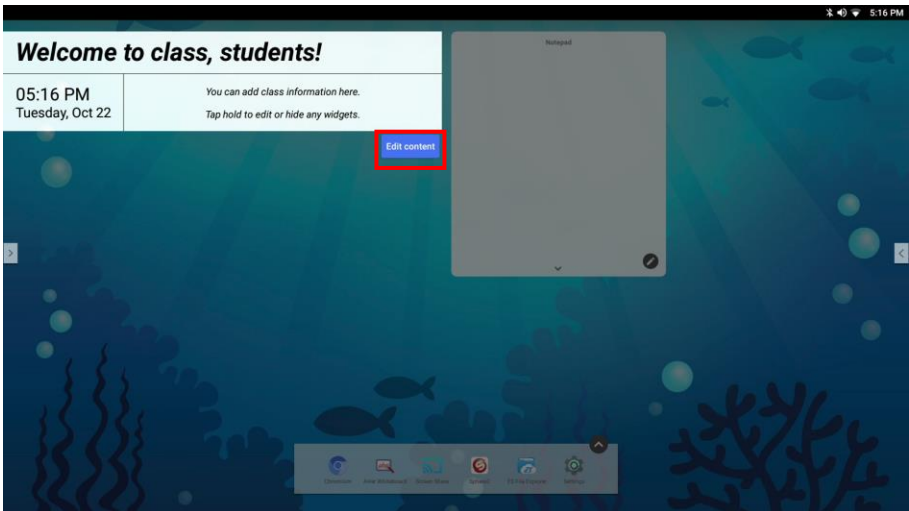 5:16 PM
Welcome to class, students!
Notepad
05:16 PM
Tuesday, Oct 22
You can add class information here.
Tap hold to edit or hide any widgets.
Edit content
Settings